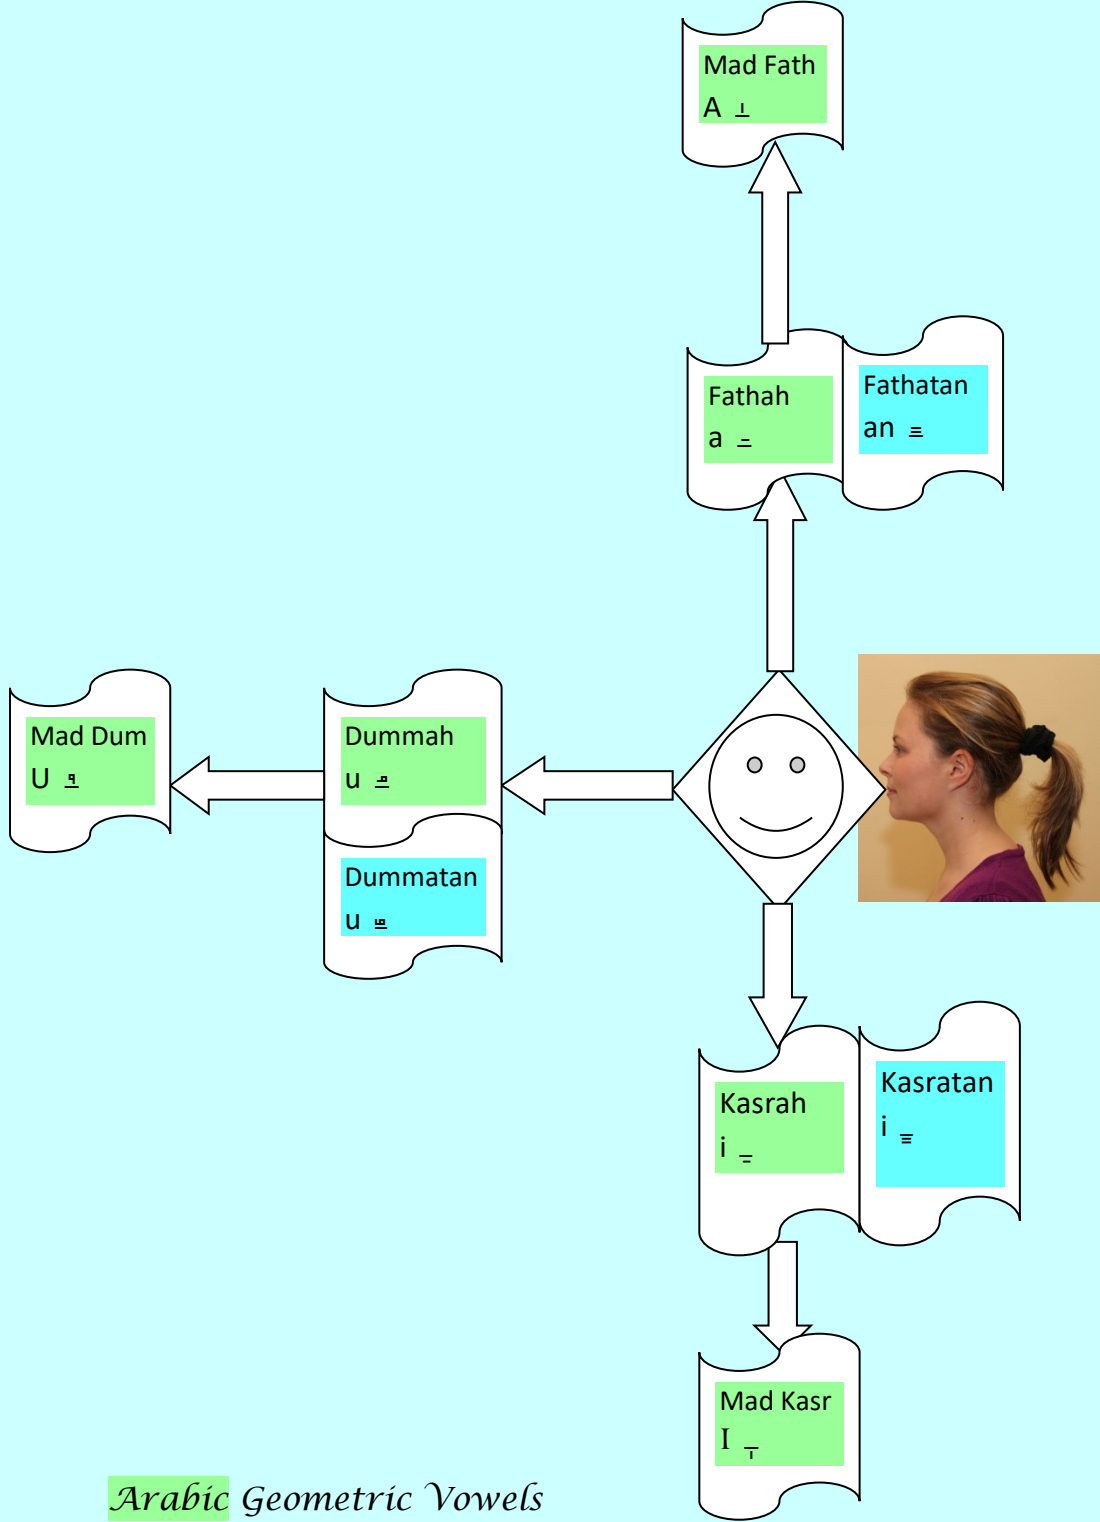 Mad Fath
A
Fathah
a
Fathatan
an
Mad Dum
U
Dummah
u
Dummatan
u
Kasrah
i
Kasratan
i
Mad Kasr
I
Arabic Geometric Vowels